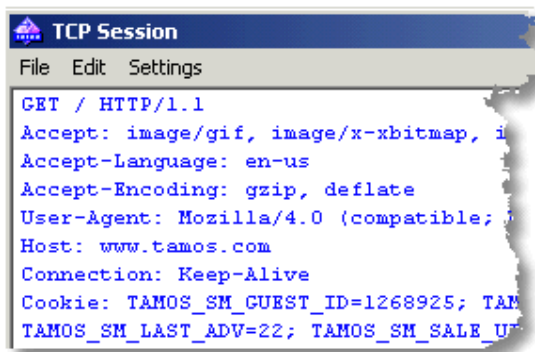 TCP Session
File Edit Settings
GET / HTTP/1.1
Accept: image/gif, image/x-xbitmap,
Accept-Language: en-us
Accept-Encoding: gzip, deflate
User-Agent: Mozilla/4.0 (compatible;
Host: www.tamos.com
Connection: Keep-Alive
Cookie: TAMOS_SM_GUEST_ID=1268925; TAM
TAMOS_SM_LAST_ADV=22; TAMOS_SM_SALE_U